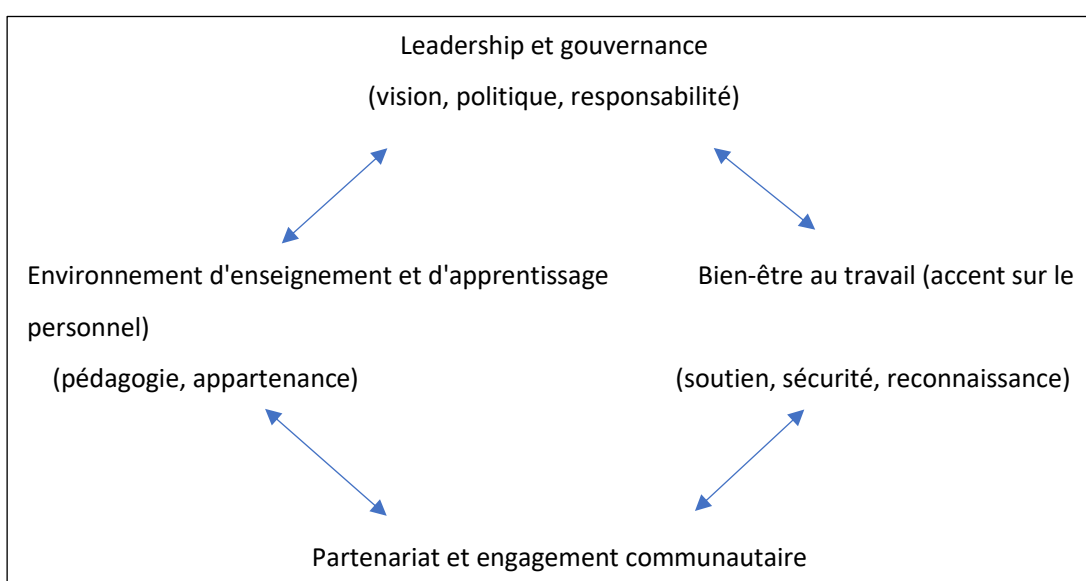 Leadership et gouvernance
(vision, politique, responsabilité)
Environnement d'enseignement et d'apprentissage Bien-être au travail (accent sur le
personnel)
(pédagogie, appartenance) (soutien, sécurité, reconnaissance)
Partenariat et engagement communautaire